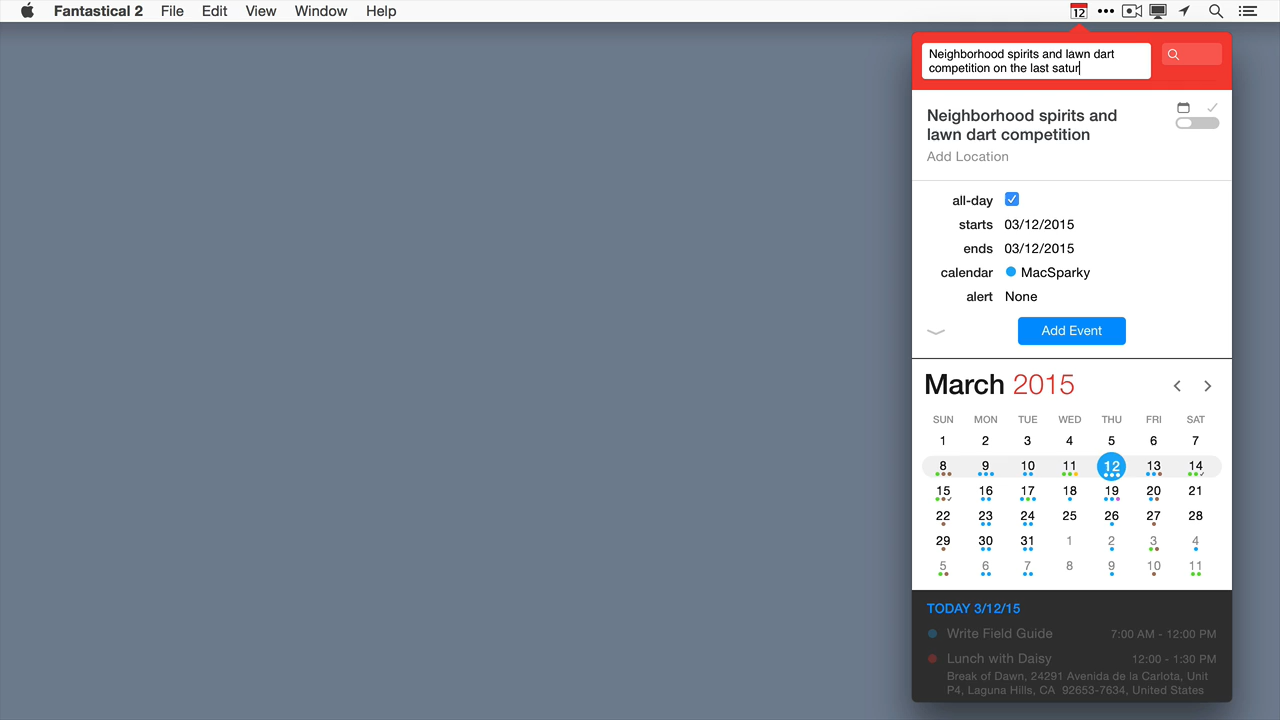 Fantastical 2 File Edit View Window Help 12
Neighborhood spirits and lawn dart
competition on the last satur
Neighborhood spirits and
lawn dart competition
Add Location
all-day
starts 03/12/2015
ends 03/12/2015
calendar MacSparky
alert None
Add Event
March 2015
SUN MON TUE WED THU FRI SAT
1 2 3 4 5 6 7
8 9 10 11 12 13 14
15 16 17 18 19 20 21
22 23 24 25 26 27 28
29 30 31 1 2 3 4
5 6 7 8 9 10 11
TODAY 3/12/15
Write Field Guide 7:00 AM - 12:00 PM
Lunch with Daisy 12:00 - 1:30 PM
Break of Dawn, 24291 Avenida de la Carlota, Unit
P4, Laguna Hills, CA 92653-7634, United States